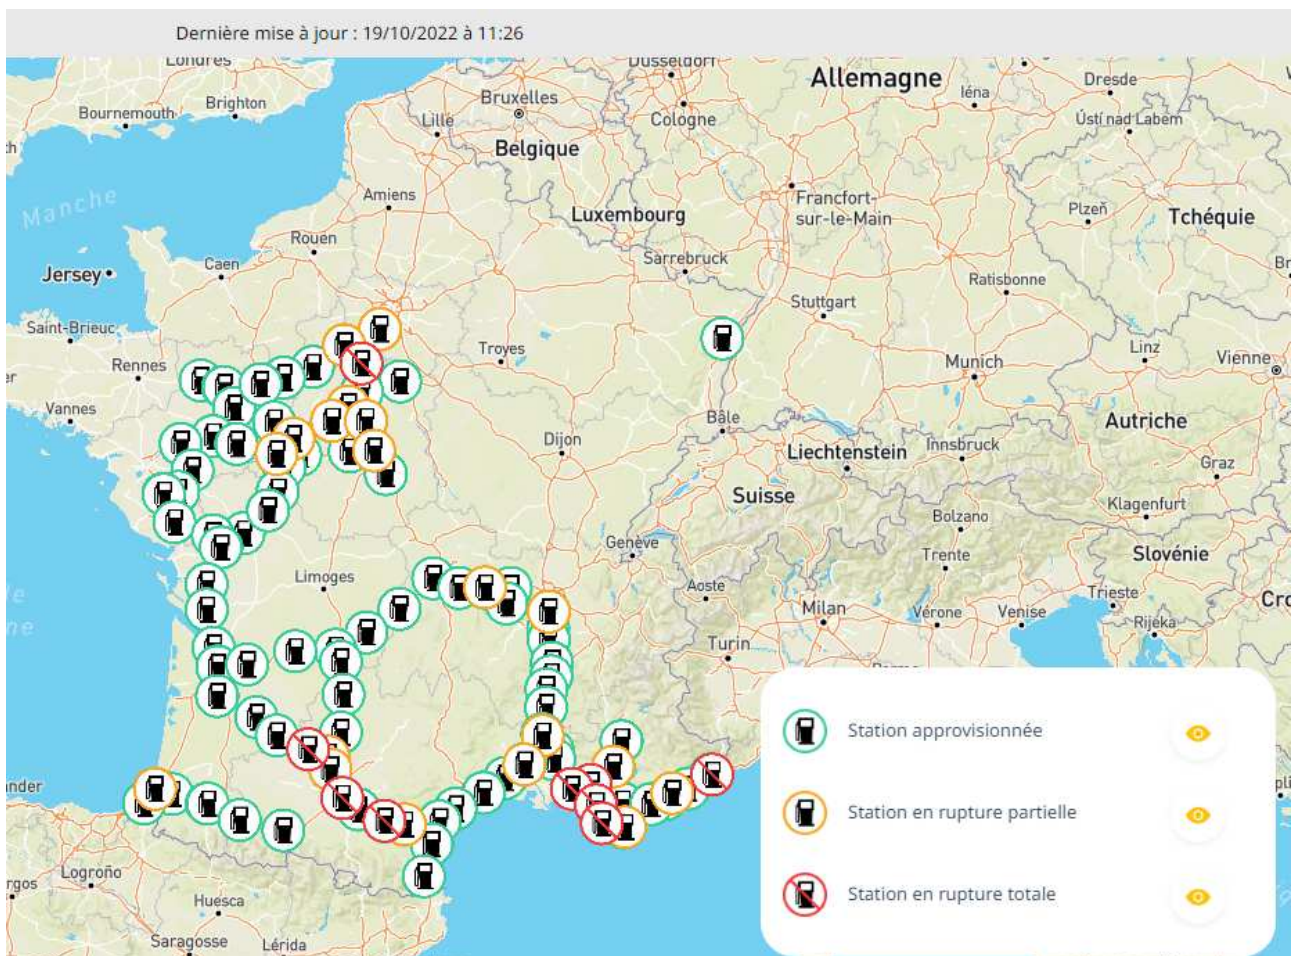 Dernière mise à jour : 19/10/2022 à 11:26
Londres
Düsseldorf
Allemagne
Iéna
Dresde
Bournemouth
Brighton
Bruxelles
Lille
Cologne
Ústí nad Labem
Belgique
Manche
Amiens
Francfort-
sur-le-Main
Luxembourg
Plzeň
Tchéquie
Rouen
Jersey
Caen
Sarrebruck
Ratisbonne
Stuttgart
Saint-Brieuc
Rennes
Troyes
Munich
Linz
Vienne
Vannes
Bâle
Dijon
Liechtenstein
Innsbruck
Autriche
Graz
Suisse
Klagenfurt
Bolzano
Genève
Trente
Slovénie
Limoges
Aoste
Trieste
Milan
Vérone
Venise
Rijeka
Turin
Station approvisionnée
Station en rupture partielle
Station en rupture totale
Logroño
Huesca
Saragosse
Lérida